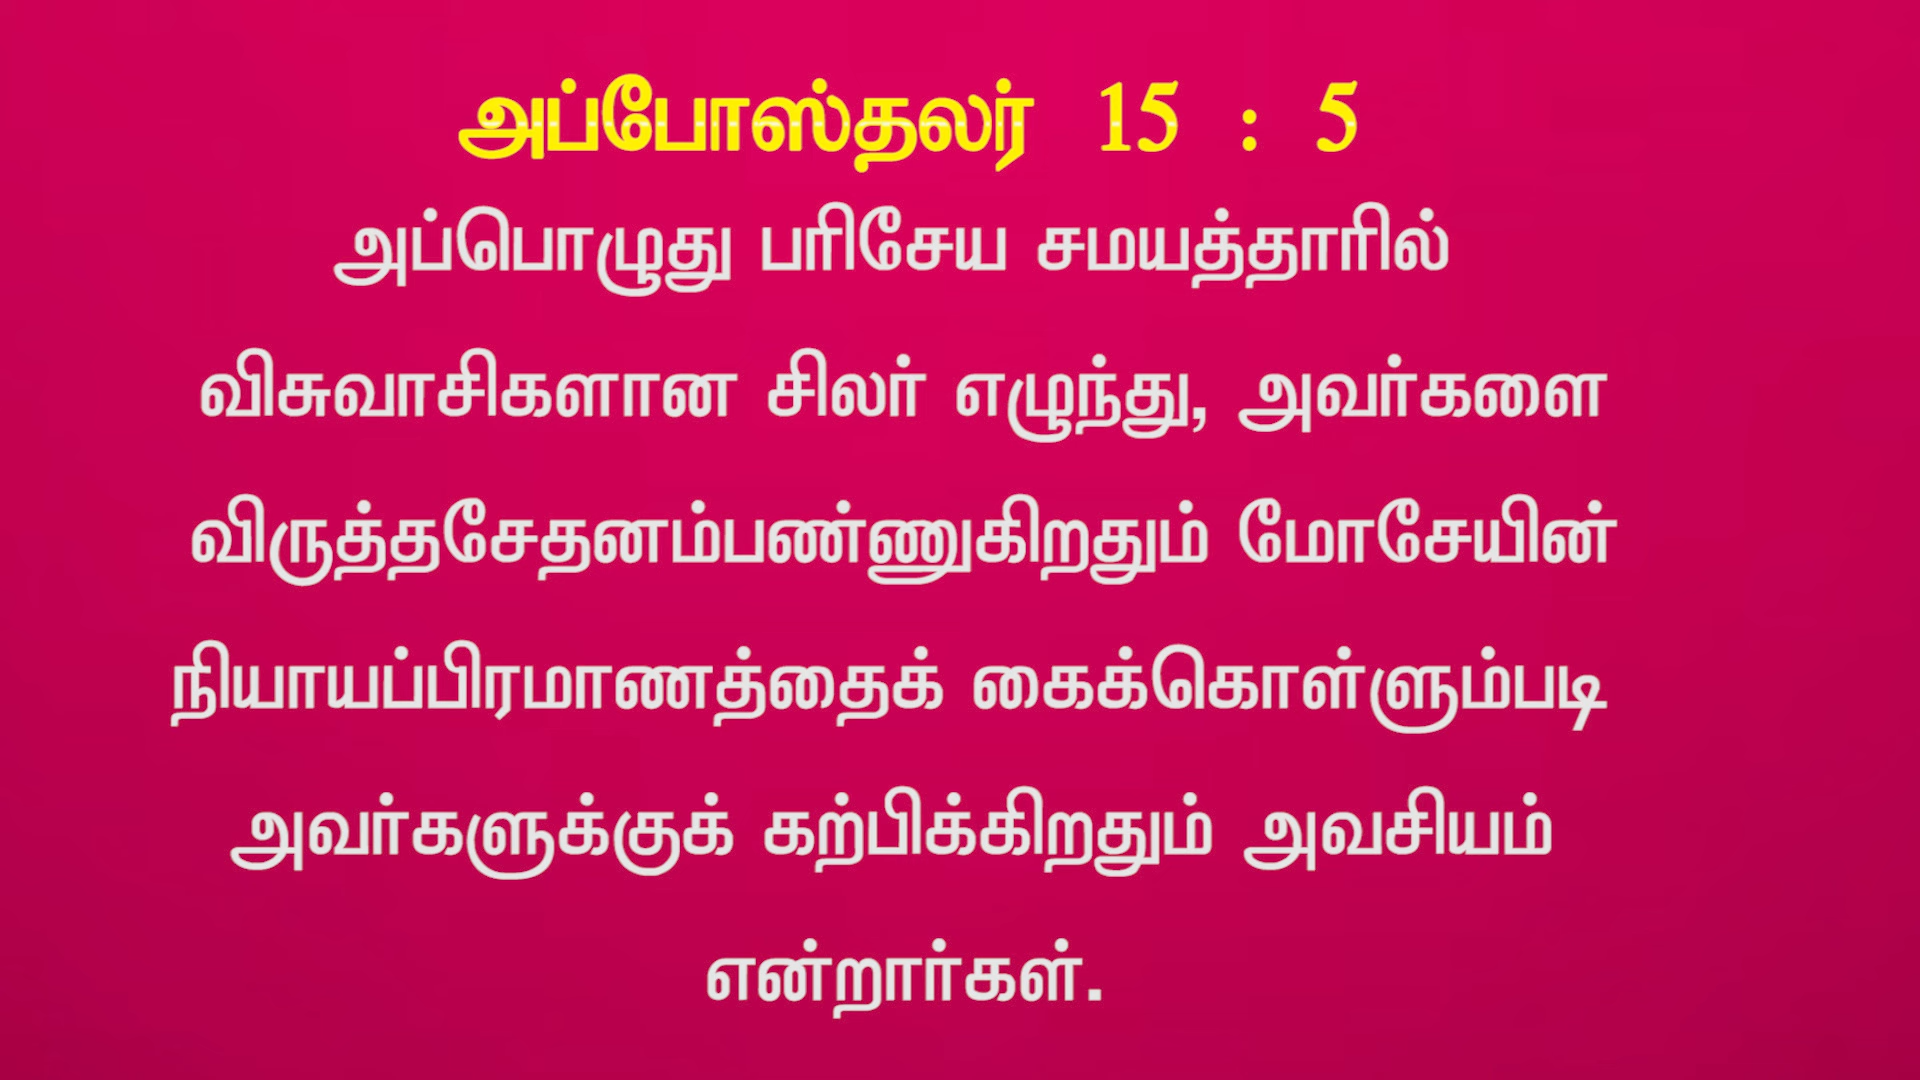 அப்போஸ்தலர் 15 : 5
அப்பொழுது பரிசேய சமயத்தாரில்
விசுவாசிகளான சிலர் எழுந்து, அவர்களை
விருத்தசேதனம்பண்ணுகிறதும் மோசேயின்
நியாயப்பிரமாணத்தைக் கைக்கொள்ளும்படி
அவர்களுக்குக் கற்பிக்கிறதும் அவசியம்
என்றார்கள்.